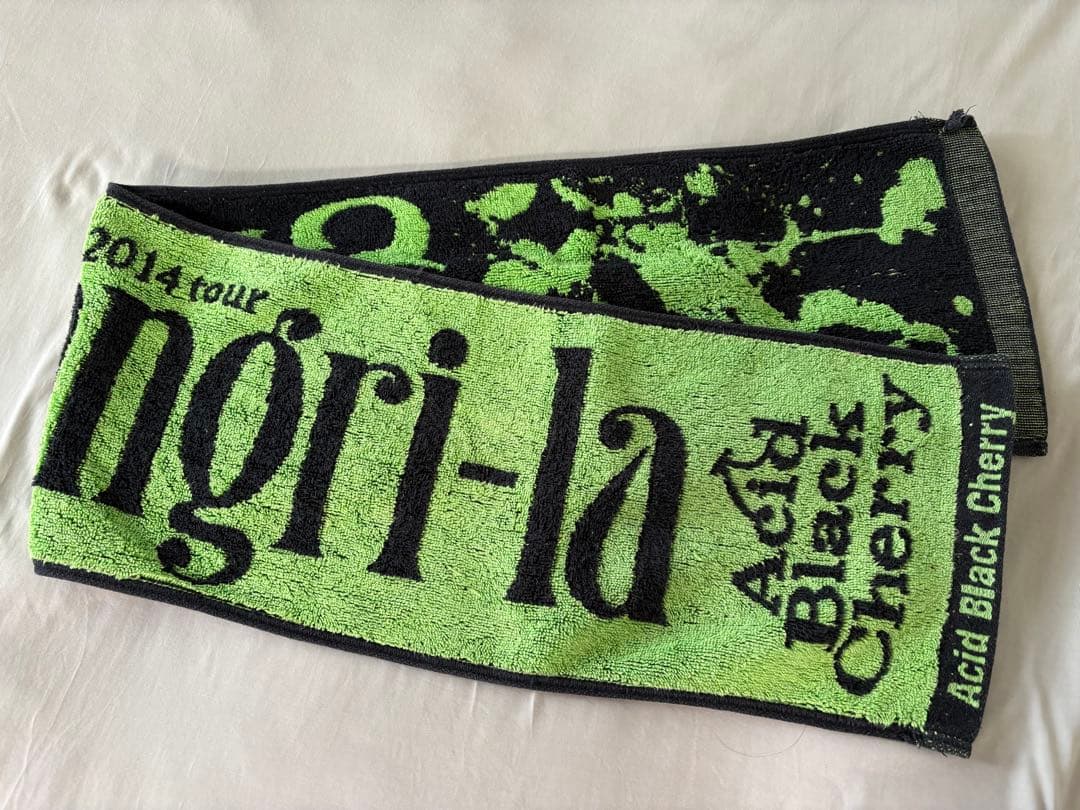 2014 tour
ngri-la
Acid
Black
Cherry
Acid Black Cherry